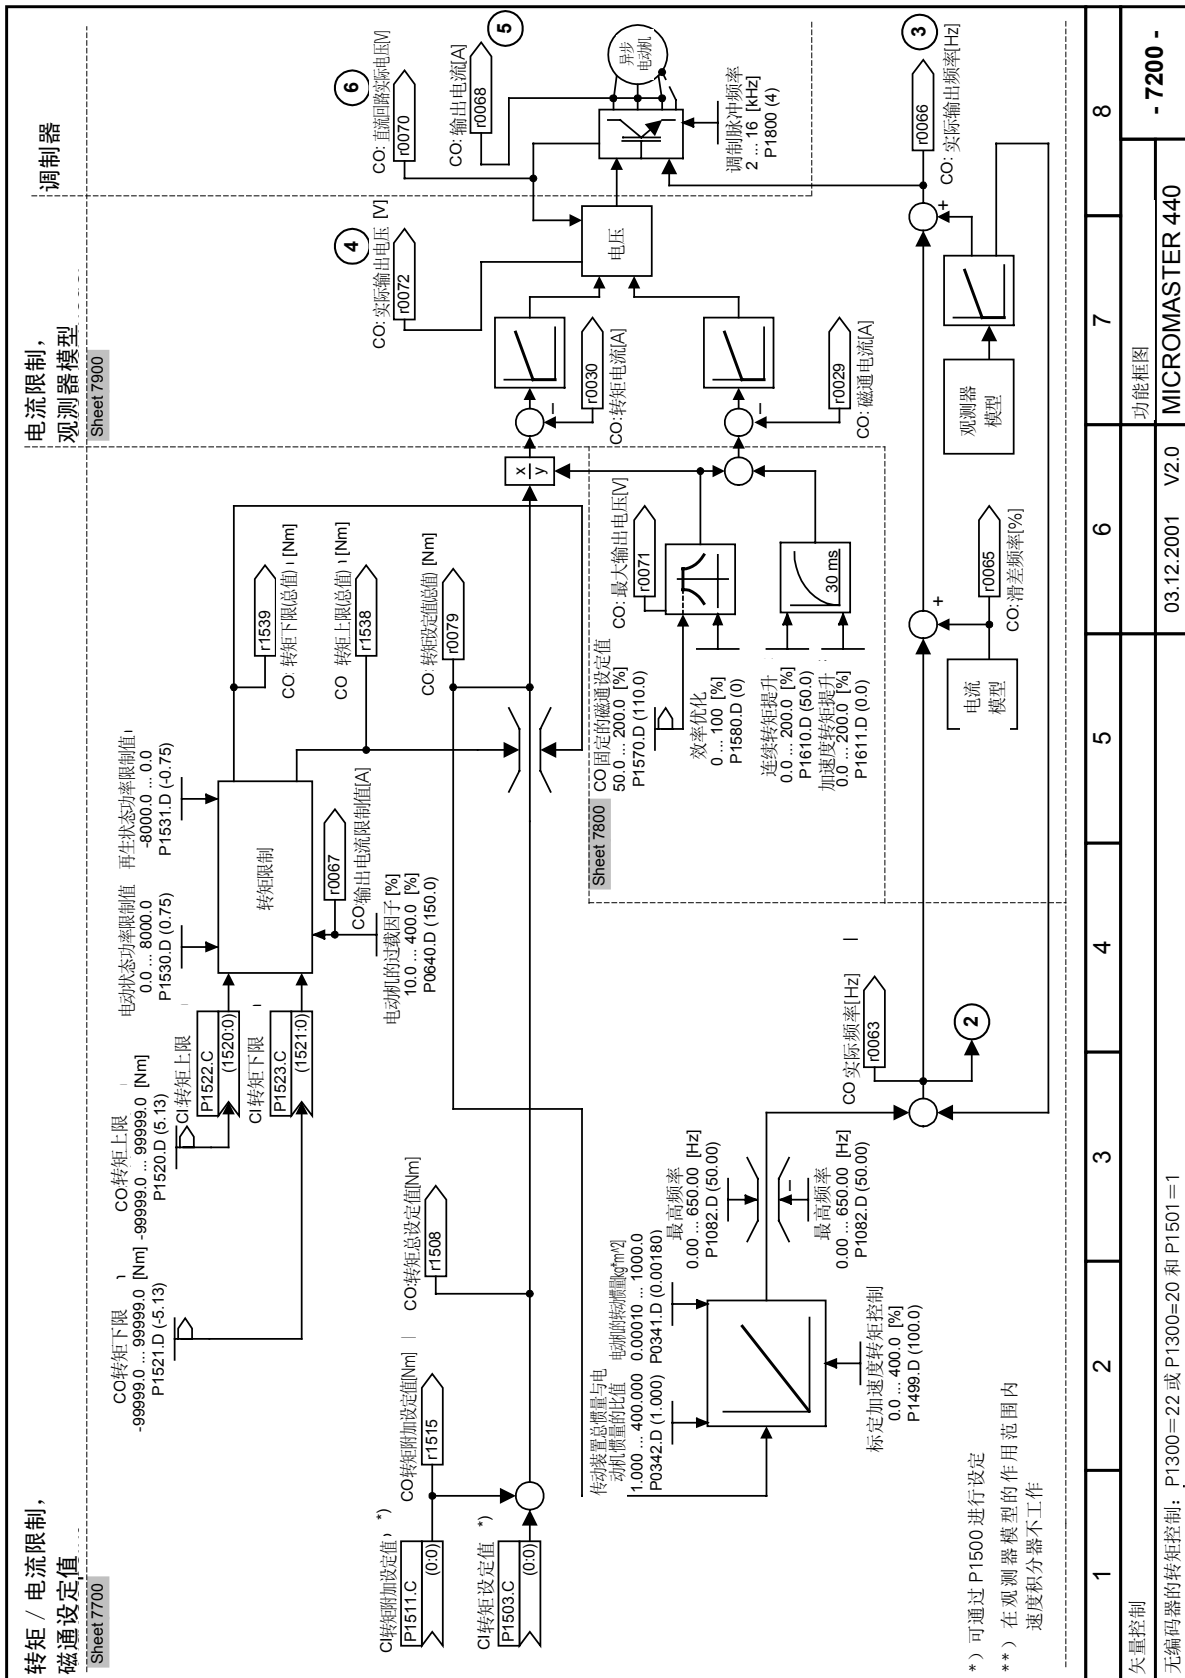 转矩 / 电流限制，
磁通设定值
Sheet 7700
电流限制，
观测器模型
Sheet 7900
调制器
CO转矩下限
-99999.0 ... 99999.0 [Nm]
P1521.D (-5.13)
CO转矩上限
-99999.0 ... 99999.0 [Nm]
P1520.D (5.13)
CI转矩上限
P1522.C
(1520:0)
CI转矩下限
P1523.C
(1521:0)
电动状态功率限制值
0.0 ... 8000.0
P1530.D (0.75)
再生状态功率限制值
-8000.0 ... 0.0
P1531.D (-0.75)
转矩限制
r1539
CO: 转矩下限(总值) [Nm]
CO 转矩上限(总值) [Nm]
r1538
r0067
CO输出电流限制值[A]
电动机的过载因子 [%]
10.0 ... 400.0 [%]
P0640.D (150.0)
CO: 转矩设定值(总值) [Nm]
r0079
CI转矩附加设定值 *)
P1511.C
(0:0)
CO转矩附加设定值[Nm]
r1515
CI转矩设定值 *)
P1503.C
(0:0)
CO:转矩总设定值[Nm]
r1508
x
y
r0030
CO:转矩电流[A]
④
CO: 实际输出电压 [V]
r0072
⑥
CO: 直流回路实际电压[V]
r0070
⑤
CO: 输出电流[A]
r0068
电压
异步
电动机
调制脉冲频率
2 ... 16 [kHz]
P1800 (4)
Sheet 7800
CO 固定的磁通设定值
50.0 ... 200.0 [%]
P1570.D (110.0)
CO: 最大输出电压[V]
r0071
效率优化
0 ... 100 [%]
P1580.D (0)
连续转矩提升
0.0 ... 200.0 [%]
P1610.D (50.0)
加速度转矩提升
0.0 ... 200.0 [%]
P1611.D (0.0)
30 ms
r0029
CO: 磁通电流[A]
传动装置总惯量与电
动机惯量的比值
1.000 ... 400.000
P0342.D (1.000)
电动机的转动惯量[kg*m^2]
0.00010 ... 1000.0
P0341.D (0.00180)
标定加速度转矩控制
0.0 ... 400.0 [%]
P1499.D (100.0)
最高频率
0.00 ... 650.00 [Hz]
P1082.D (50.00)
最高频率
0.00 ... 650.00 [Hz]
P1082.D (50.00)
CO 实际频率[Hz]
r0063
②
电流
模型
r0065
CO:滑差频率[%]
观测器
模型
③
r0066
CO: 实际输出频率[Hz]
*）可通过 P1500 进行设定
**）在观测器模型的作用范围内
速度积分器不工作
1 2 3 4 5 6 7 8
矢量控制
无编码器的转矩控制：P1300＝22 或 P1300=20 和 P1501＝1
03.12.2001 V2.0
功能框图
MICROMASTER 440
- 7200 -